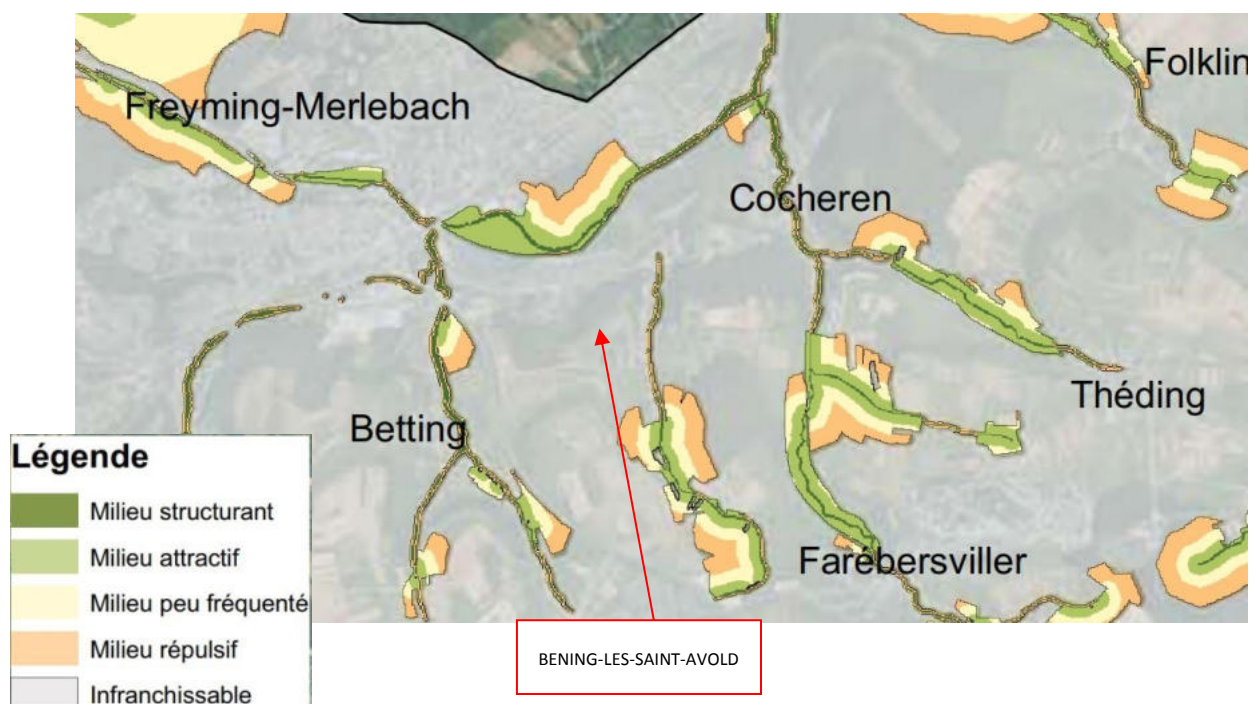 Folklin
Freyming-Merlebach
Cocheren
Théding
Betting
Farébersviller
Légende
Milieu structurant
Milieu attractif
Milieu peu fréquenté
Milieu répulsif
Infranchissable
BENING-LES-SAINT-AVOLD